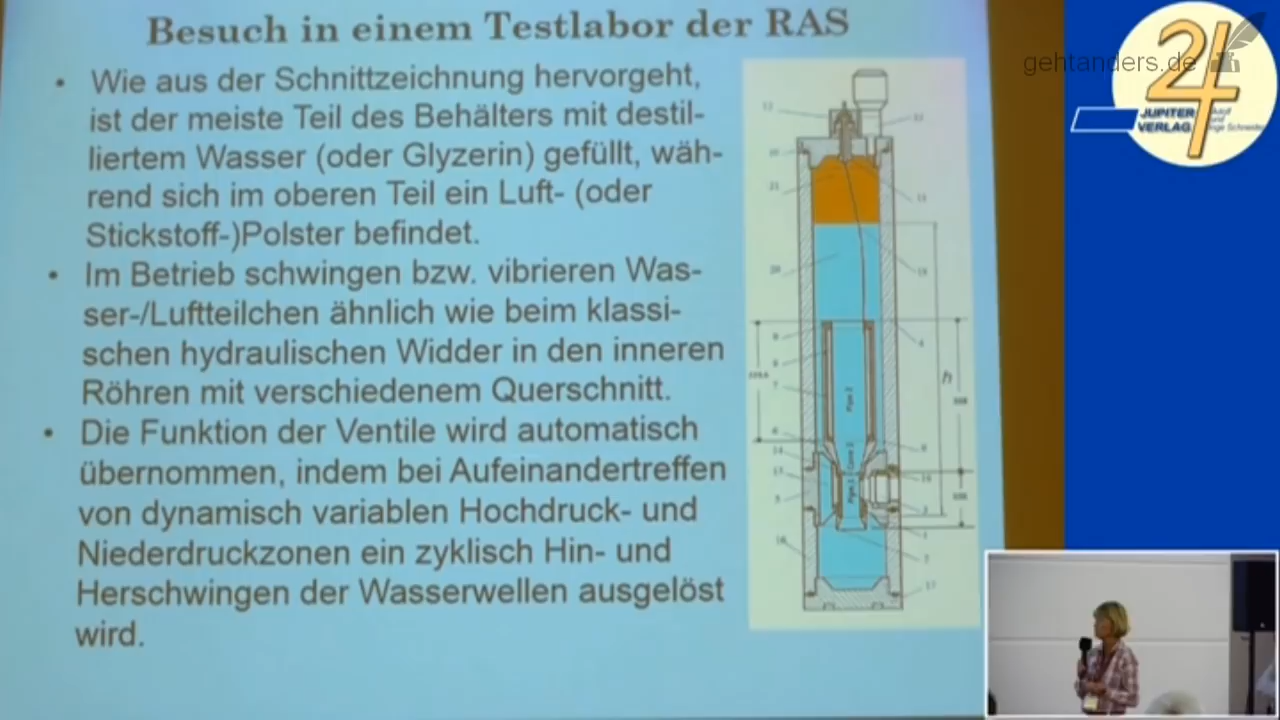 Besuch in einem Testlabor der RAS
• Wie aus der Schnittzeichnung hervorgeht,
ist der meiste Teil des Behälters mit destil-
liertem Wasser (oder Glyzerin) gefüllt, wäh-
rend sich im oberen Teil ein Luft- (oder
Stickstoff-)Polster befindet.
• Im Betrieb schwingen bzw. vibrieren Was-
ser-/Luftteilchen ähnlich wie beim klassi-
schen hydraulischen Widder in den inneren
Röhren mit verschiedenem Querschnitt.
• Die Funktion der Ventile wird automatisch
übernommen, indem bei Aufeinandertreffen
von dynamisch variablen Hochdruck- und
Niederdruckzonen ein zyklisch Hin- und
Herschwingen der Wasserwellen ausgelöst
wird.
h
Pipe 2
gehtanders.de
JUPITER
VERLAG
und